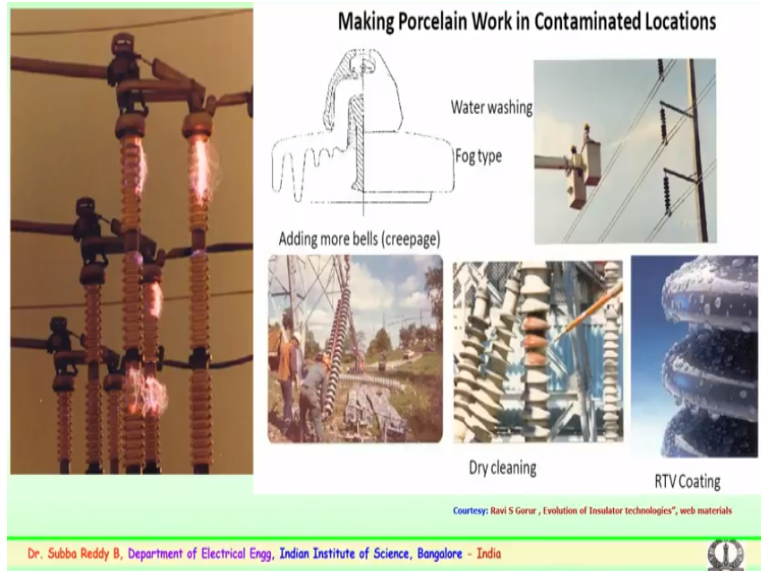 Making Porcelain Work in Contaminated Locations
Water washing
Fog type
Adding more bells (creepage)
Dry cleaning
RTV Coating
Courtesy: Ravi S Gorur , Evolution of Insulator technologies", web materials
Dr. Subba Reddy B, Department of Electrical Engg, Indian Institute of Science, Bangalore - India